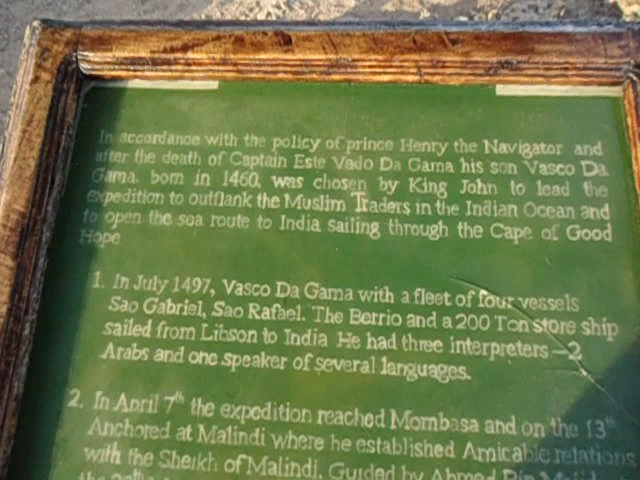 In accordance with the policy of prince Henry the Navigator and
after the death of Captain Este Vado Da Gama his son Vasco Da
Gama, born in 1460, was chosen by King John to lead the
expedition to outflank the Muslim Traders in the Indian Ocean and
to open the sea route to India sailing through the Cape of Good
Hope
1. In July 1497, Vasco Da Gama with a fleet of four vessels
Sao Gabriel, Sao Rafael. The Berrio and a 200 Ton store ship
sailed from Libson to India He had three interpreters – 2
Arabs and one speaker of several languages.
2. In April 7th the expedition reached Mombasa and on the 13th
Anchored at Malindi where he established Amicable relations
with the Sheikh of Malindi. Guided by Ahmed Bin Majid